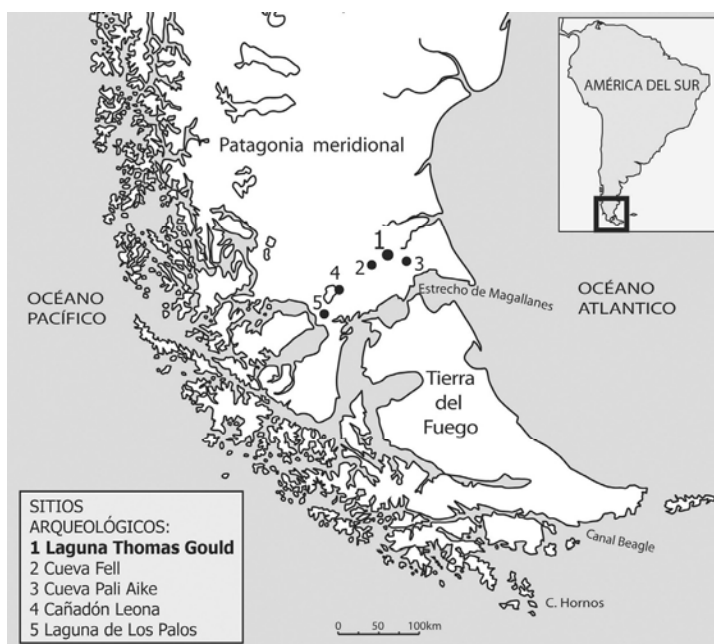 AMÉRICA DEL SUR
Patagonia meridional
1
2
3
4
5
OCÉANO
PACÍFICO
Estrecho de Magallanes
OCÉANO
ATLANTICO
Tierra
del
Fuego
SITIOS
ARQUEOLÓGICOS:
1 Laguna Thomas Gould
2 Cueva Fell
3 Cueva Pali Aike
4 Cañadón Leona
5 Laguna de Los Palos
Canal Beagle
C. Hornos
0 50 100km